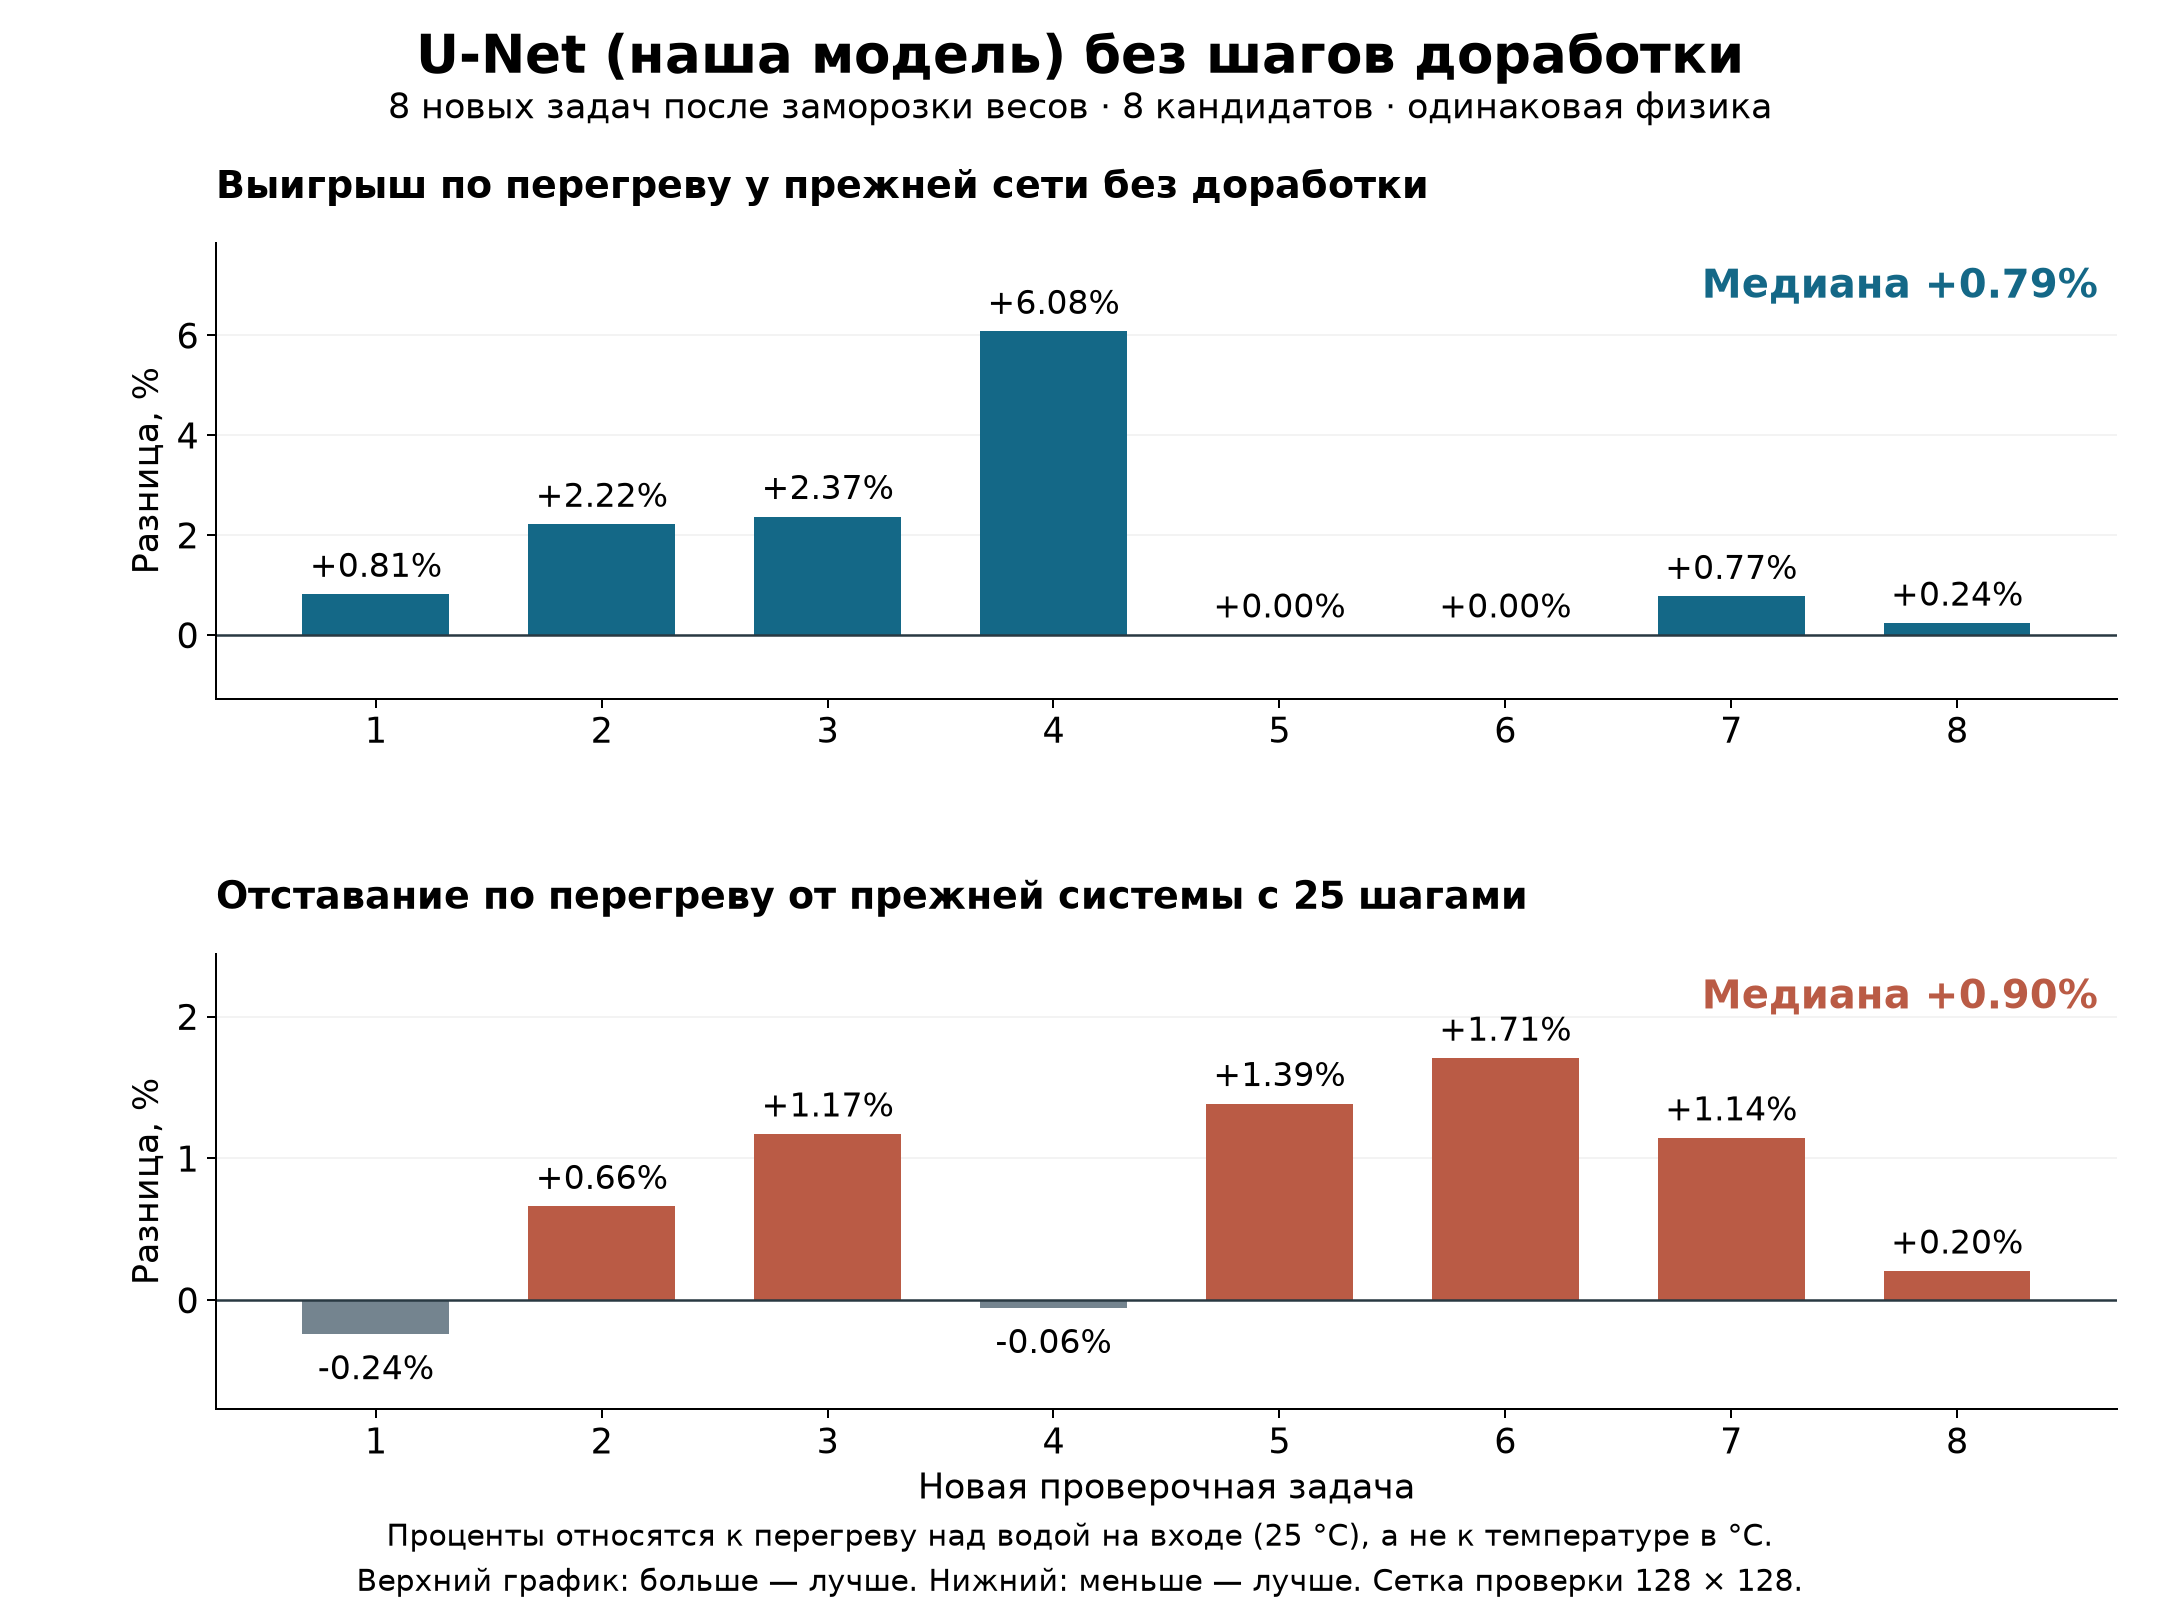 U-Net (наша модель) без шагов доработки
8 новых задач после заморозки весов · 8 кандидатов · одинаковая физика
Выигрыш по перегреву у прежней сети без доработки
Медиана +0.79%
Разница, %
6
4
2
0
+0.81%
+2.22%
+2.37%
+6.08%
+0.00%
+0.00%
+0.77%
+0.24%
1 2 3 4 5 6 7 8
Отставание по перегреву от прежней системы с 25 шагами
Медиана +0.90%
Разница, %
2
1
0
-0.24%
+0.66%
+1.17%
-0.06%
+1.39%
+1.71%
+1.14%
+0.20%
1 2 3 4 5 6 7 8
Новая проверочная задача
Проценты относятся к перегреву над водой на входе (25 °C), а не к температуре в °C.
Верхний график: больше — лучше. Нижний: меньше — лучше. Сетка проверки 128 × 128.